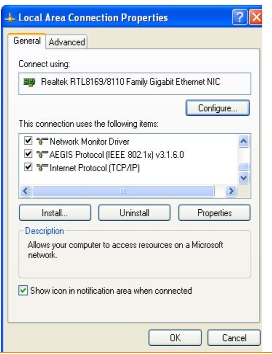 Local Area Connection Properties
General
Advanced
Connect using:
Realtek RTL8169/8110 Family Gigabit Ethernet NIC
Configure...
This connection uses the following items:
Network Monitor Driver
AEGIS Protocol (IEEE 802.1x) v3.1.6.0
Internet Protocol (TCP/IP)
Install...
Uninstall
Properties
Description
Allows your computer to access resources on a Microsoft
network.
Show icon in notification area when connected
OK
Cancel